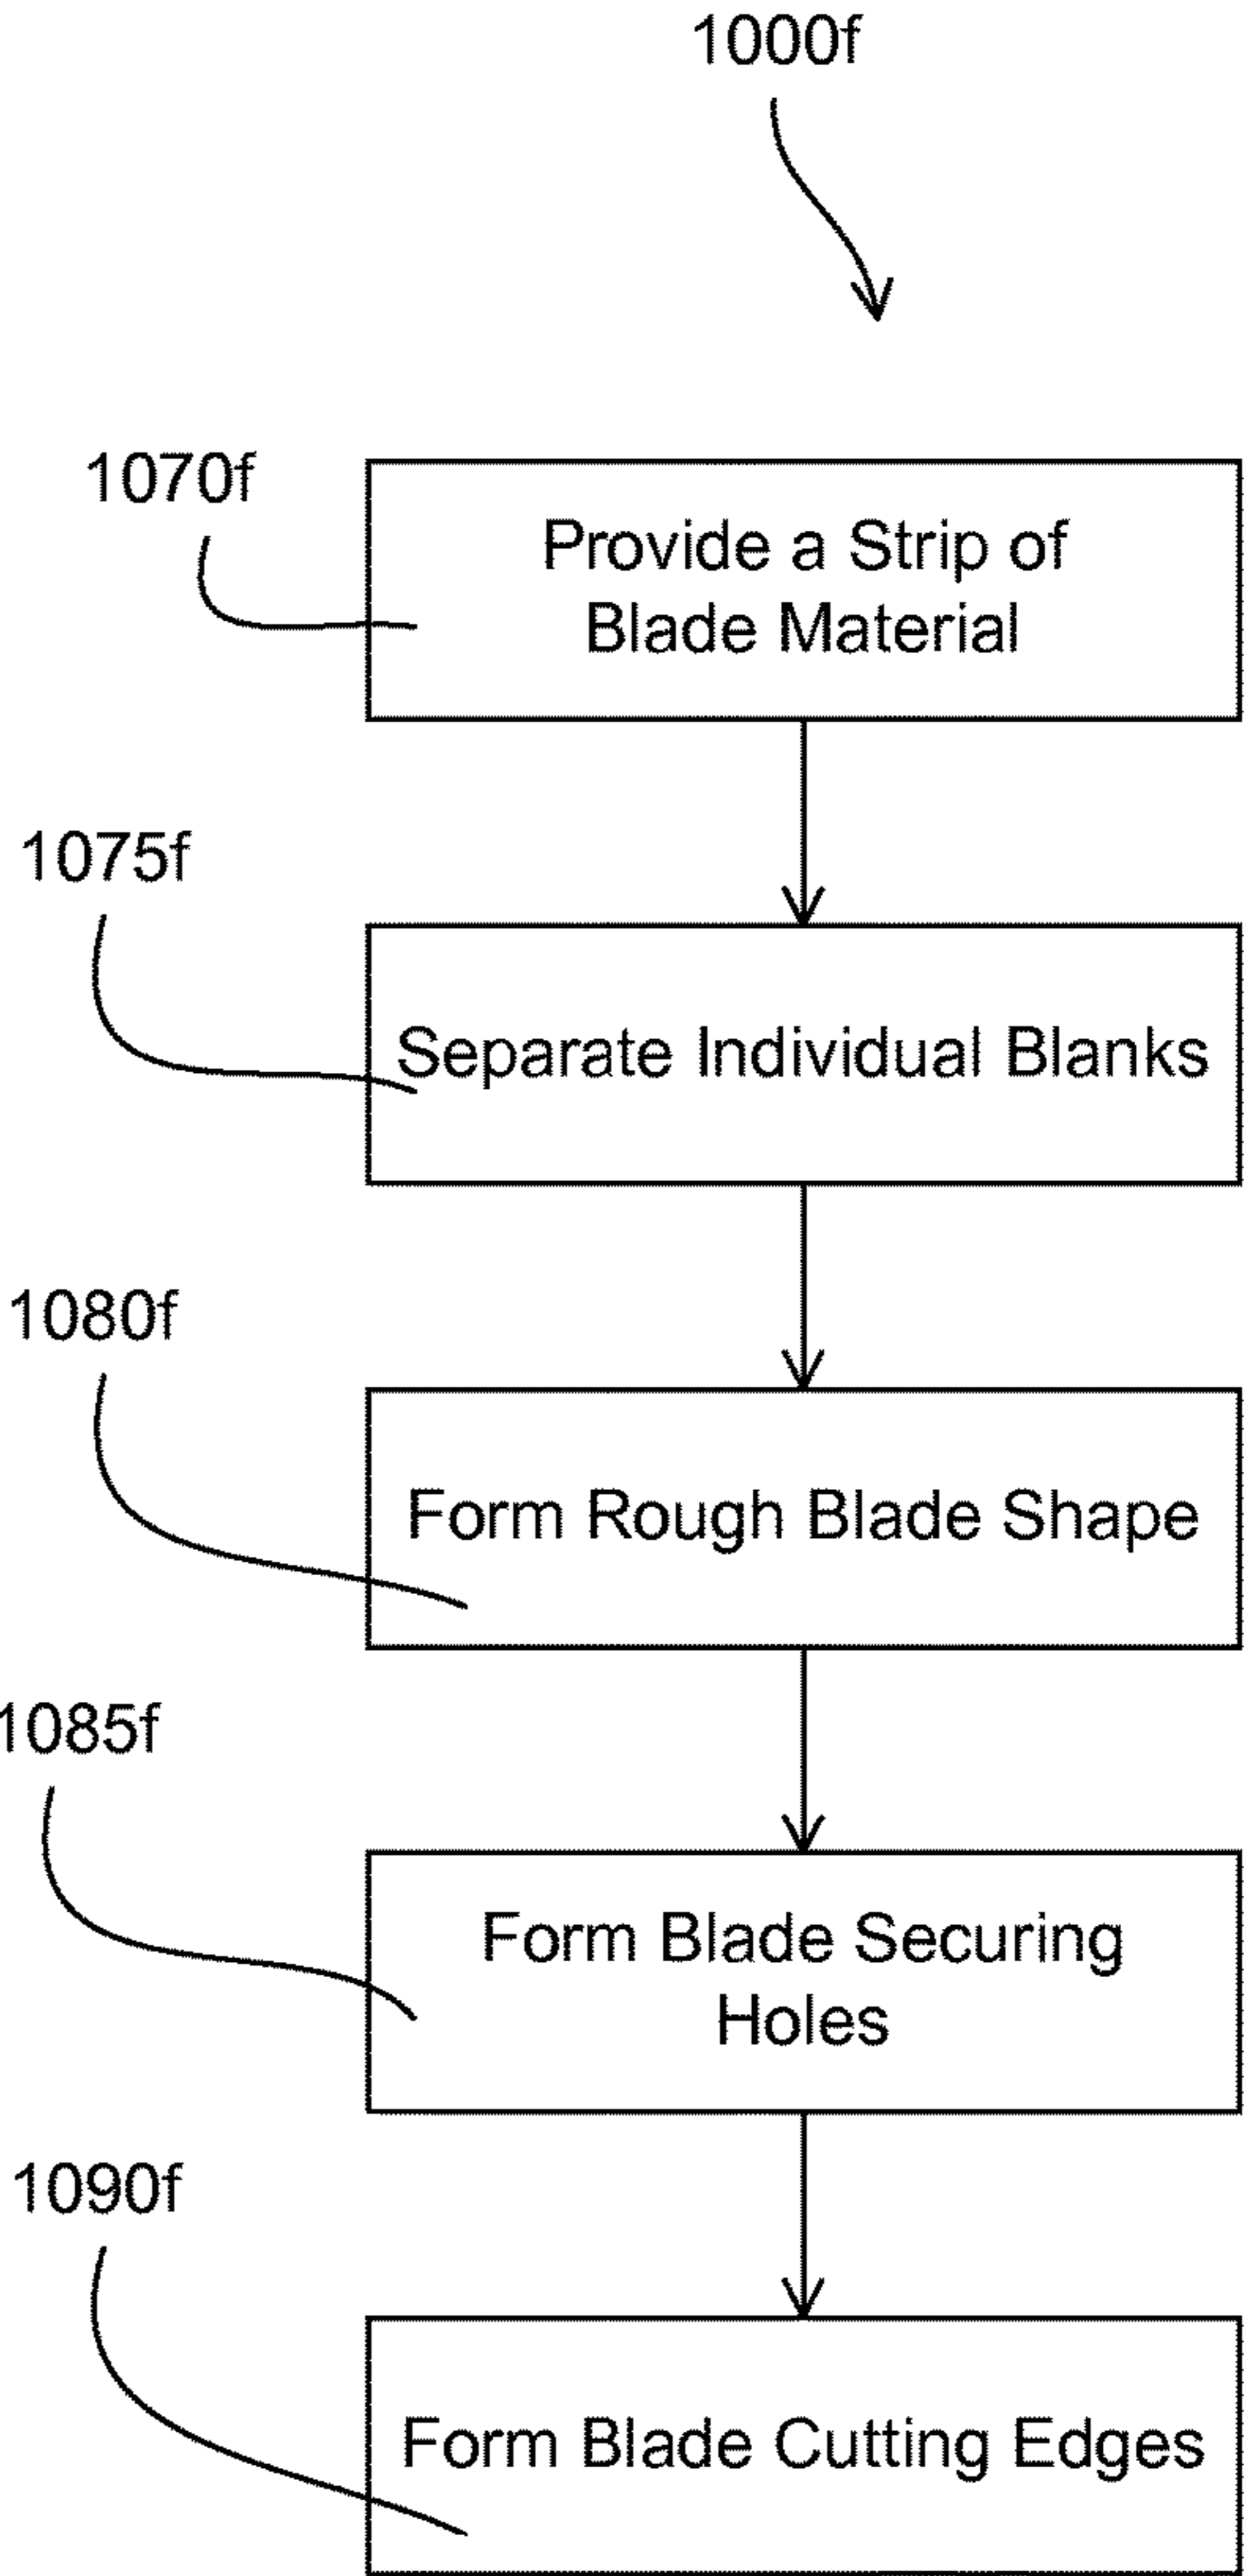 1000f
1070f
Provide a Strip of
Blade Material
1075f
Separate Individual Blanks
1080f
Form Rough Blade Shape
1085f
Form Blade Securing
Holes
1090f
Form Blade Cutting Edges